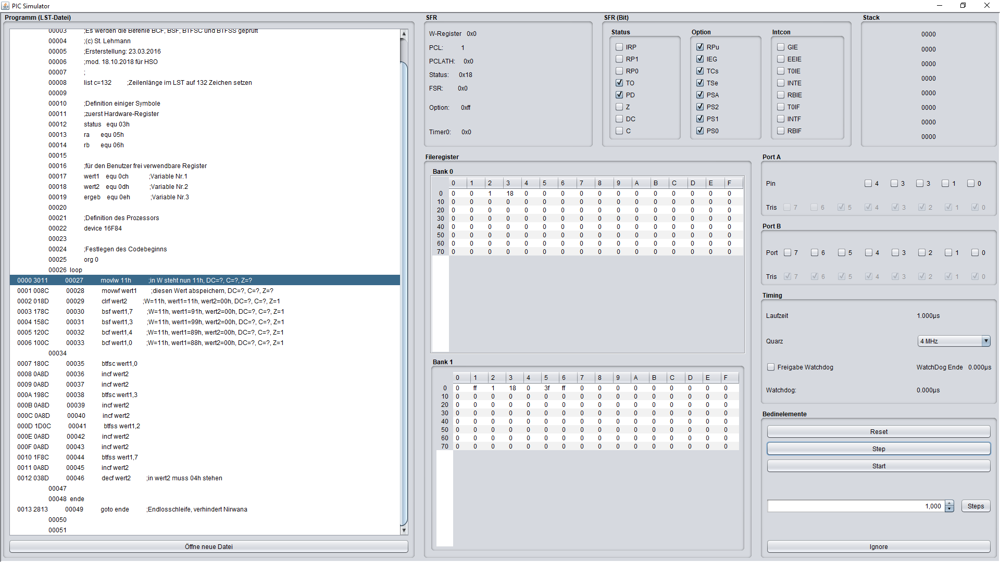 PIC Simulator
Programm (LST-Datei)
00003 ;Es werden die Befehle BCF, BSF, BTFSC und BTFSS geprüft
00004 ;(c) St. Lehmann
00005 ;Ersterstellung: 23.03.2016
00006 ;mod. 18.10.2018 für HSO
00007 ;
00008 list c=132 ;Zeilenlänge im LST auf 132 Zeichen setzen
00009
00010 ;Definition einiger Symbole
00011 ;zuerst Hardware-Register
00012 status equ 03h
00013 ra equ 05h
00014 rb equ 06h
00015
00016 ;für den Benutzer frei verwendbare Register
00017 wert1 equ 0ch ;Variable Nr.1
00018 wert2 equ 0dh ;Variable Nr.2
00019 ergeb equ 0eh ;Variable Nr.3
00020
00021 ;Definition des Prozessors
00022 device 16F84
00023
00024 ;Festlegen des Codebeginns
00025 org 0
00026 loop
0000 3011 00027 movlw 11h ;in W steht nun 11h, DC=?, C=?, Z=?
0001 008C 00028 movwf wert1 ;diesen Wert abspeichern, DC=?, C=?, Z=?
0002 018D 00029 clrf wert2 ;W=11h, wert1=11h, wert2=00h, DC=?, C=?, Z=1
0003 178C 00030 bsf wert1,7 ;W=11h, wert1=91h, wert2=00h, DC=?, C=?, Z=1
0004 158C 00031 bsf wert1,3 ;W=11h, wert1=99h, wert2=00h, DC=?, C=?, Z=1
0005 120C 00032 bcf wert1,4 ;W=11h, wert1=89h, wert2=00h, DC=?, C=?, Z=1
0006 100C 00033 bcf wert1,0 ;W=11h, wert1=88h, wert2=00h, DC=?, C=?, Z=1
00034
0007 180C 00035 btfsc wert1,0
0008 0A8D 00036 incf wert2
0009 0A8D 00037 incf wert2
000A 198C 00038 btfsc wert1,3
000B 0A8D 00039 incf wert2
000C 0A8D 00040 incf wert2
000D 1D0C 00041 btfss wert1,2
000E 0A8D 00042 incf wert2
000F 0A8D 00043 incf wert2
0010 1F8C 00044 btfss wert1,7
0011 0A8D 00045 incf wert2
0012 038D 00046 decf wert2 ;in wert2 muss 04h stehen
00047
00048 ende
0013 2813 00049 goto ende ;Endlosschleife, verhindert Nirwana
00050
00051
Öffne neue Datei
SFR
W-Register 0x0
PCL: 1
PCLATH: 0x0
Status: 0x18
FSR: 0x0
Option: 0xff
Timer0: 0x0
SFR (Bit)
Status
IRP
RP1
RP0
TO
PD
Z
DC
C
Option
RPu
IEG
TCs
TSe
PSA
PS2
PS1
PS0
Intcon
GIE
EEIE
T0IE
INTE
RBIE
T0IF
INTF
RBIF
Stack
0000
0000
0000
0000
0000
0000
0000
0000
Fileregister
Bank 0
0 1 2 3 4 5 6 7 8 9 A B C D E F
0 0 0 1 18 0 0 0 0 0 0 0 0 0 0 0 0
10 0 0 0 0 0 0 0 0 0 0 0 0 0 0 0 0
20 0 0 0 0 0 0 0 0 0 0 0 0 0 0 0 0
30 0 0 0 0 0 0 0 0 0 0 0 0 0 0 0 0
40 0 0 0 0 0 0 0 0 0 0 0 0 0 0 0 0
50 0 0 0 0 0 0 0 0 0 0 0 0 0 0 0 0
60 0 0 0 0 0 0 0 0 0 0 0 0 0 0 0 0
70 0 0 0 0 0 0 0 0 0 0 0 0 0 0 0 0
Bank 1
0 1 2 3 4 5 6 7 8 9 A B C D E F
0 0 ff 1 18 0 3f ff 0 0 0 0 0 0 0 0 0
10 0 0 0 0 0 0 0 0 0 0 0 0 0 0 0 0
20 0 0 0 0 0 0 0 0 0 0 0 0 0 0 0 0
30 0 0 0 0 0 0 0 0 0 0 0 0 0 0 0 0
40 0 0 0 0 0 0 0 0 0 0 0 0 0 0 0 0
50 0 0 0 0 0 0 0 0 0 0 0 0 0 0 0 0
60 0 0 0 0 0 0 0 0 0 0 0 0 0 0 0 0
70 0 0 0 0 0 0 0 0 0 0 0 0 0 0 0 0
Port A
Pin 4 3 3 1 0
Tris 7 6 5 4 3 2 1 0
Port B
Port 7 6 5 4 3 2 1 0
Tris 7 6 5 4 3 2 1 0
Timing
Laufzeit 1.000µs
Quarz 4 MHz
Freigabe Watchdog WatchDog Ende 0.000µs
Watchdog: 0.000µs
Bedinelemente
Reset
Step
Start
1,000 Steps
Ignore